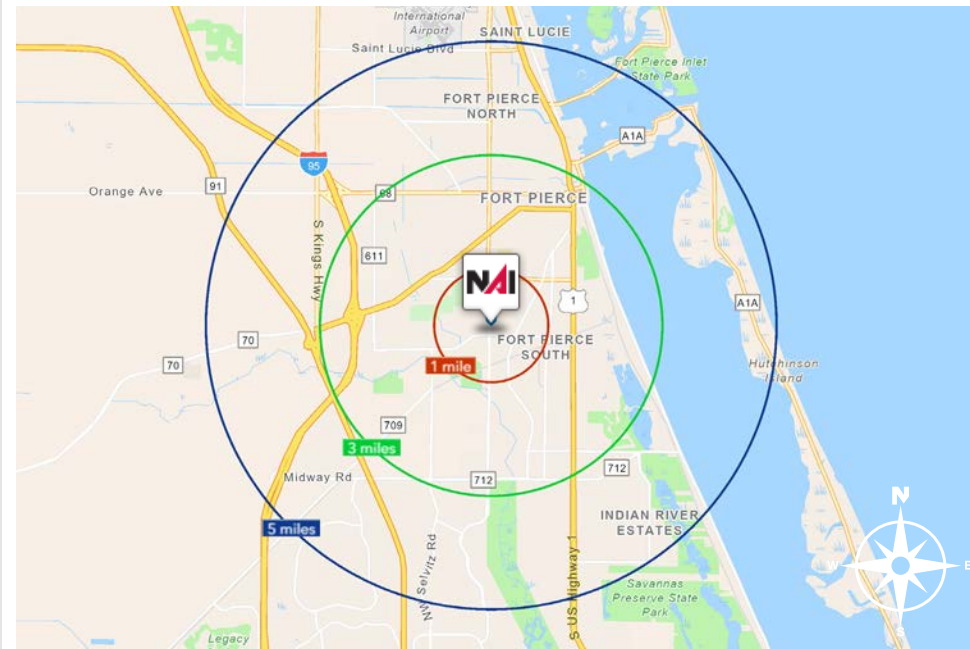 International
Airport
SAINT LUCIE
Saint Lucie Blvd
Fort Pierce Inlet
State Park
FORT PIERCE
NORTH
A1A
95
Orange Ave
91
68
FORT PIERCE
S Kings Hwy
611
NAI
1
A1A
70
FORT PIERCE
SOUTH
70
1 mile
Hutchinson
Island
709
3 miles
Midway Rd
712
712
N
5 miles
INDIAN RIVER
ESTATES
NW Selvitz Rd
S US Highway 1
W
E
Savannas
Preserve State
Park
S
Legacy